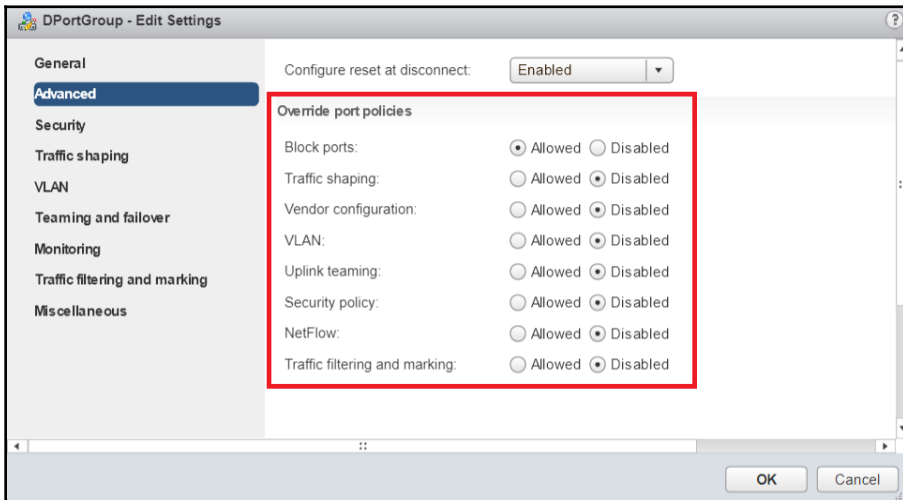 DPortGroup - Edit Settings
?
General
Advanced
Security
Traffic shaping
VLAN
Teaming and failover
Monitoring
Traffic filtering and marking
Miscellaneous
Configure reset at disconnect: Enabled
Override port policies
Block ports: Allowed Disabled
Traffic shaping: Allowed Disabled
Vendor configuration: Allowed Disabled
VLAN: Allowed Disabled
Uplink teaming: Allowed Disabled
Security policy: Allowed Disabled
NetFlow: Allowed Disabled
Traffic filtering and marking: Allowed Disabled
OK Cancel